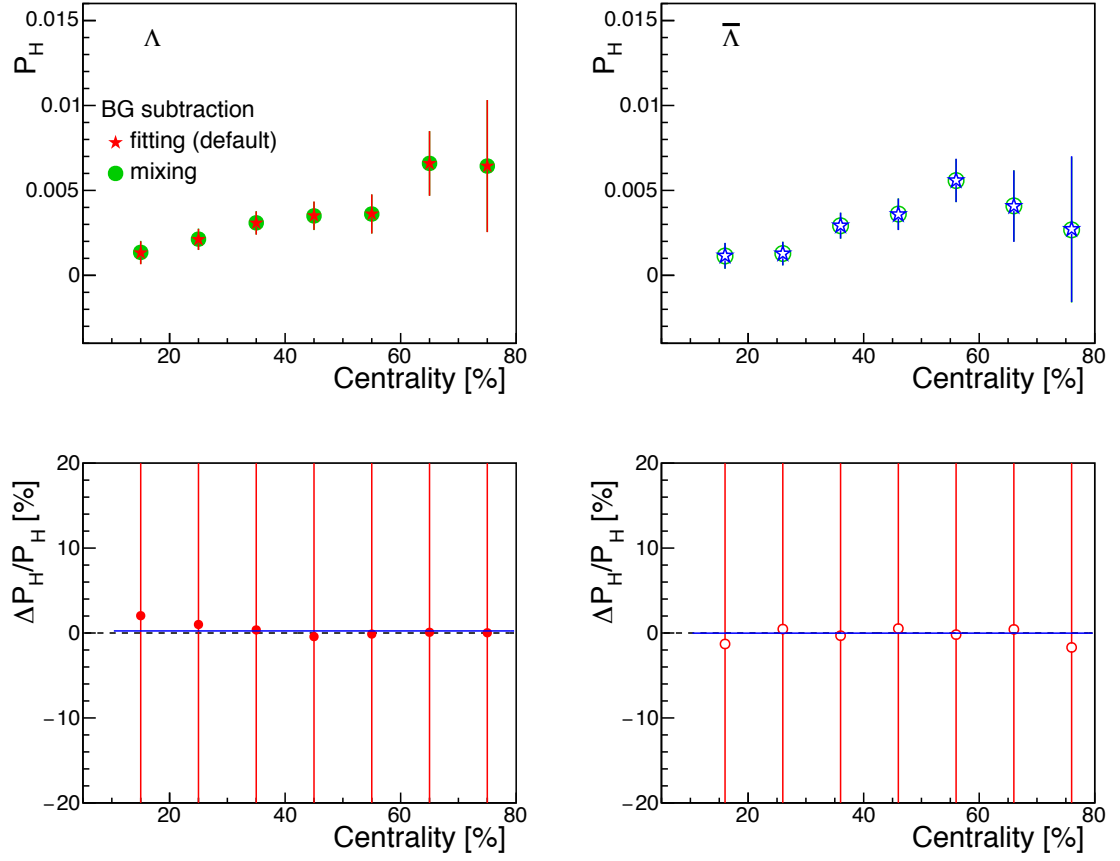 0.015
0.01
0.005
0
P_H
Λ
BG subtraction
fitting (default)
mixing
20 40 60 80
Centrality [%]
0.015
0.01
0.005
0
P_H
Λ̅
20 40 60 80
Centrality [%]
20
10
0
−10
−20
ΔP_H/P_H [%]
20 40 60 80
Centrality [%]
20
10
0
−10
−20
ΔP_H/P_H [%]
20 40 60 80
Centrality [%]